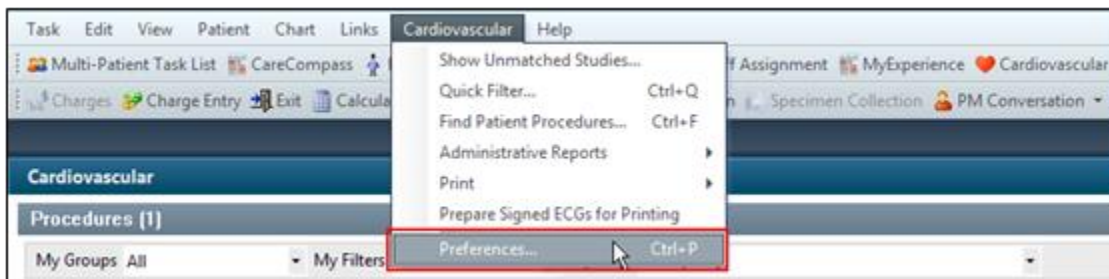 Task Edit View Patient Chart Links Cardiovascular Help
Multi-Patient Task List CareCompass Assignment MyExperience Cardiovascular
Charges Charge Entry Exit Specimen Collection PM Conversation
Show Unmatched Studies...
Quick Filter... Ctrl+Q
Find Patient Procedures... Ctrl+F
Administrative Reports
Print
Prepare Signed ECGs for Printing
Preferences... Ctrl+P
Cardiovascular
Procedures (1)
My Groups All My Filters